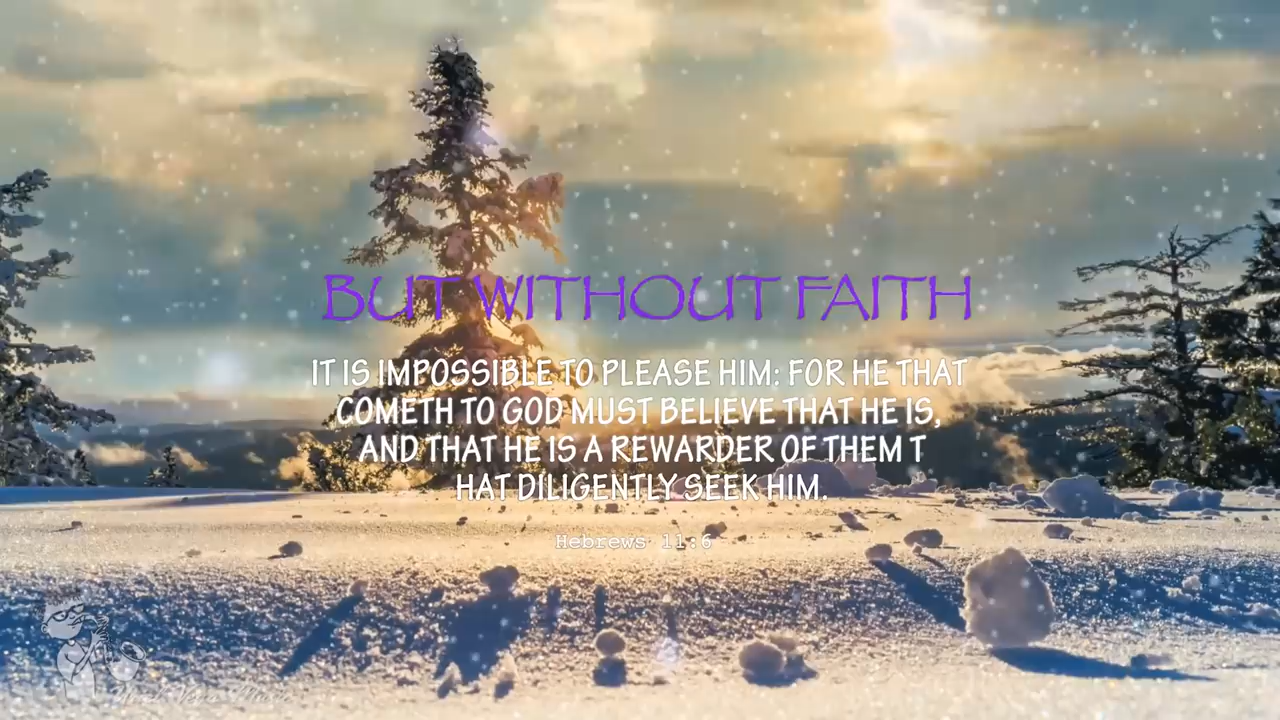 BUT WITHOUT FAITH
IT IS IMPOSSIBLE TO PLEASE HIM: FOR HE THAT
COMETH TO GOD MUST BELIEVE THAT HE IS,
AND THAT HE IS A REWARDER OF THEM T
HAT DILIGENTLY SEEK HIM.
Hebrews 11:6